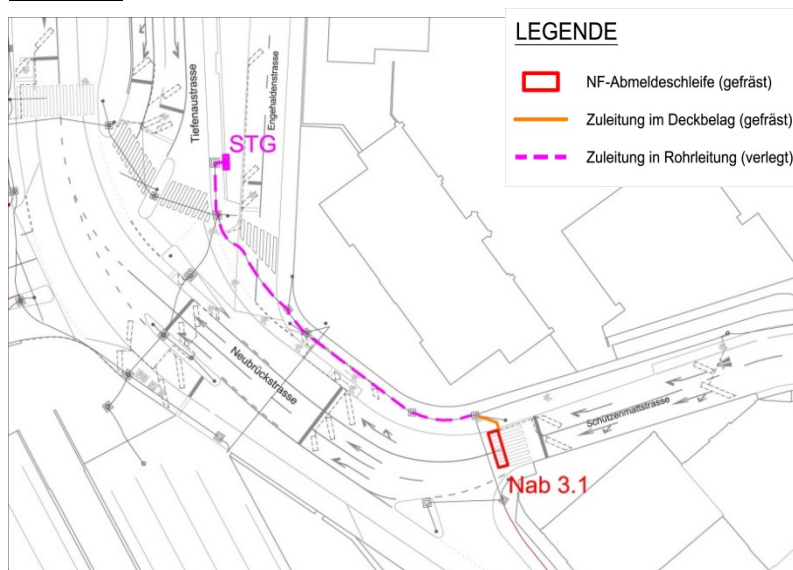 LEGENDE
NF-Abmeldeschleife (gefräst)
Zuleitung im Deckbelag (gefräst)
Zuleitung in Rohrleitung (verlegt)
Tiefenaustrasse
Engehaldenstrasse
STG
Neubrückstrasse
Schützenmattstrasse
Nab 3.1